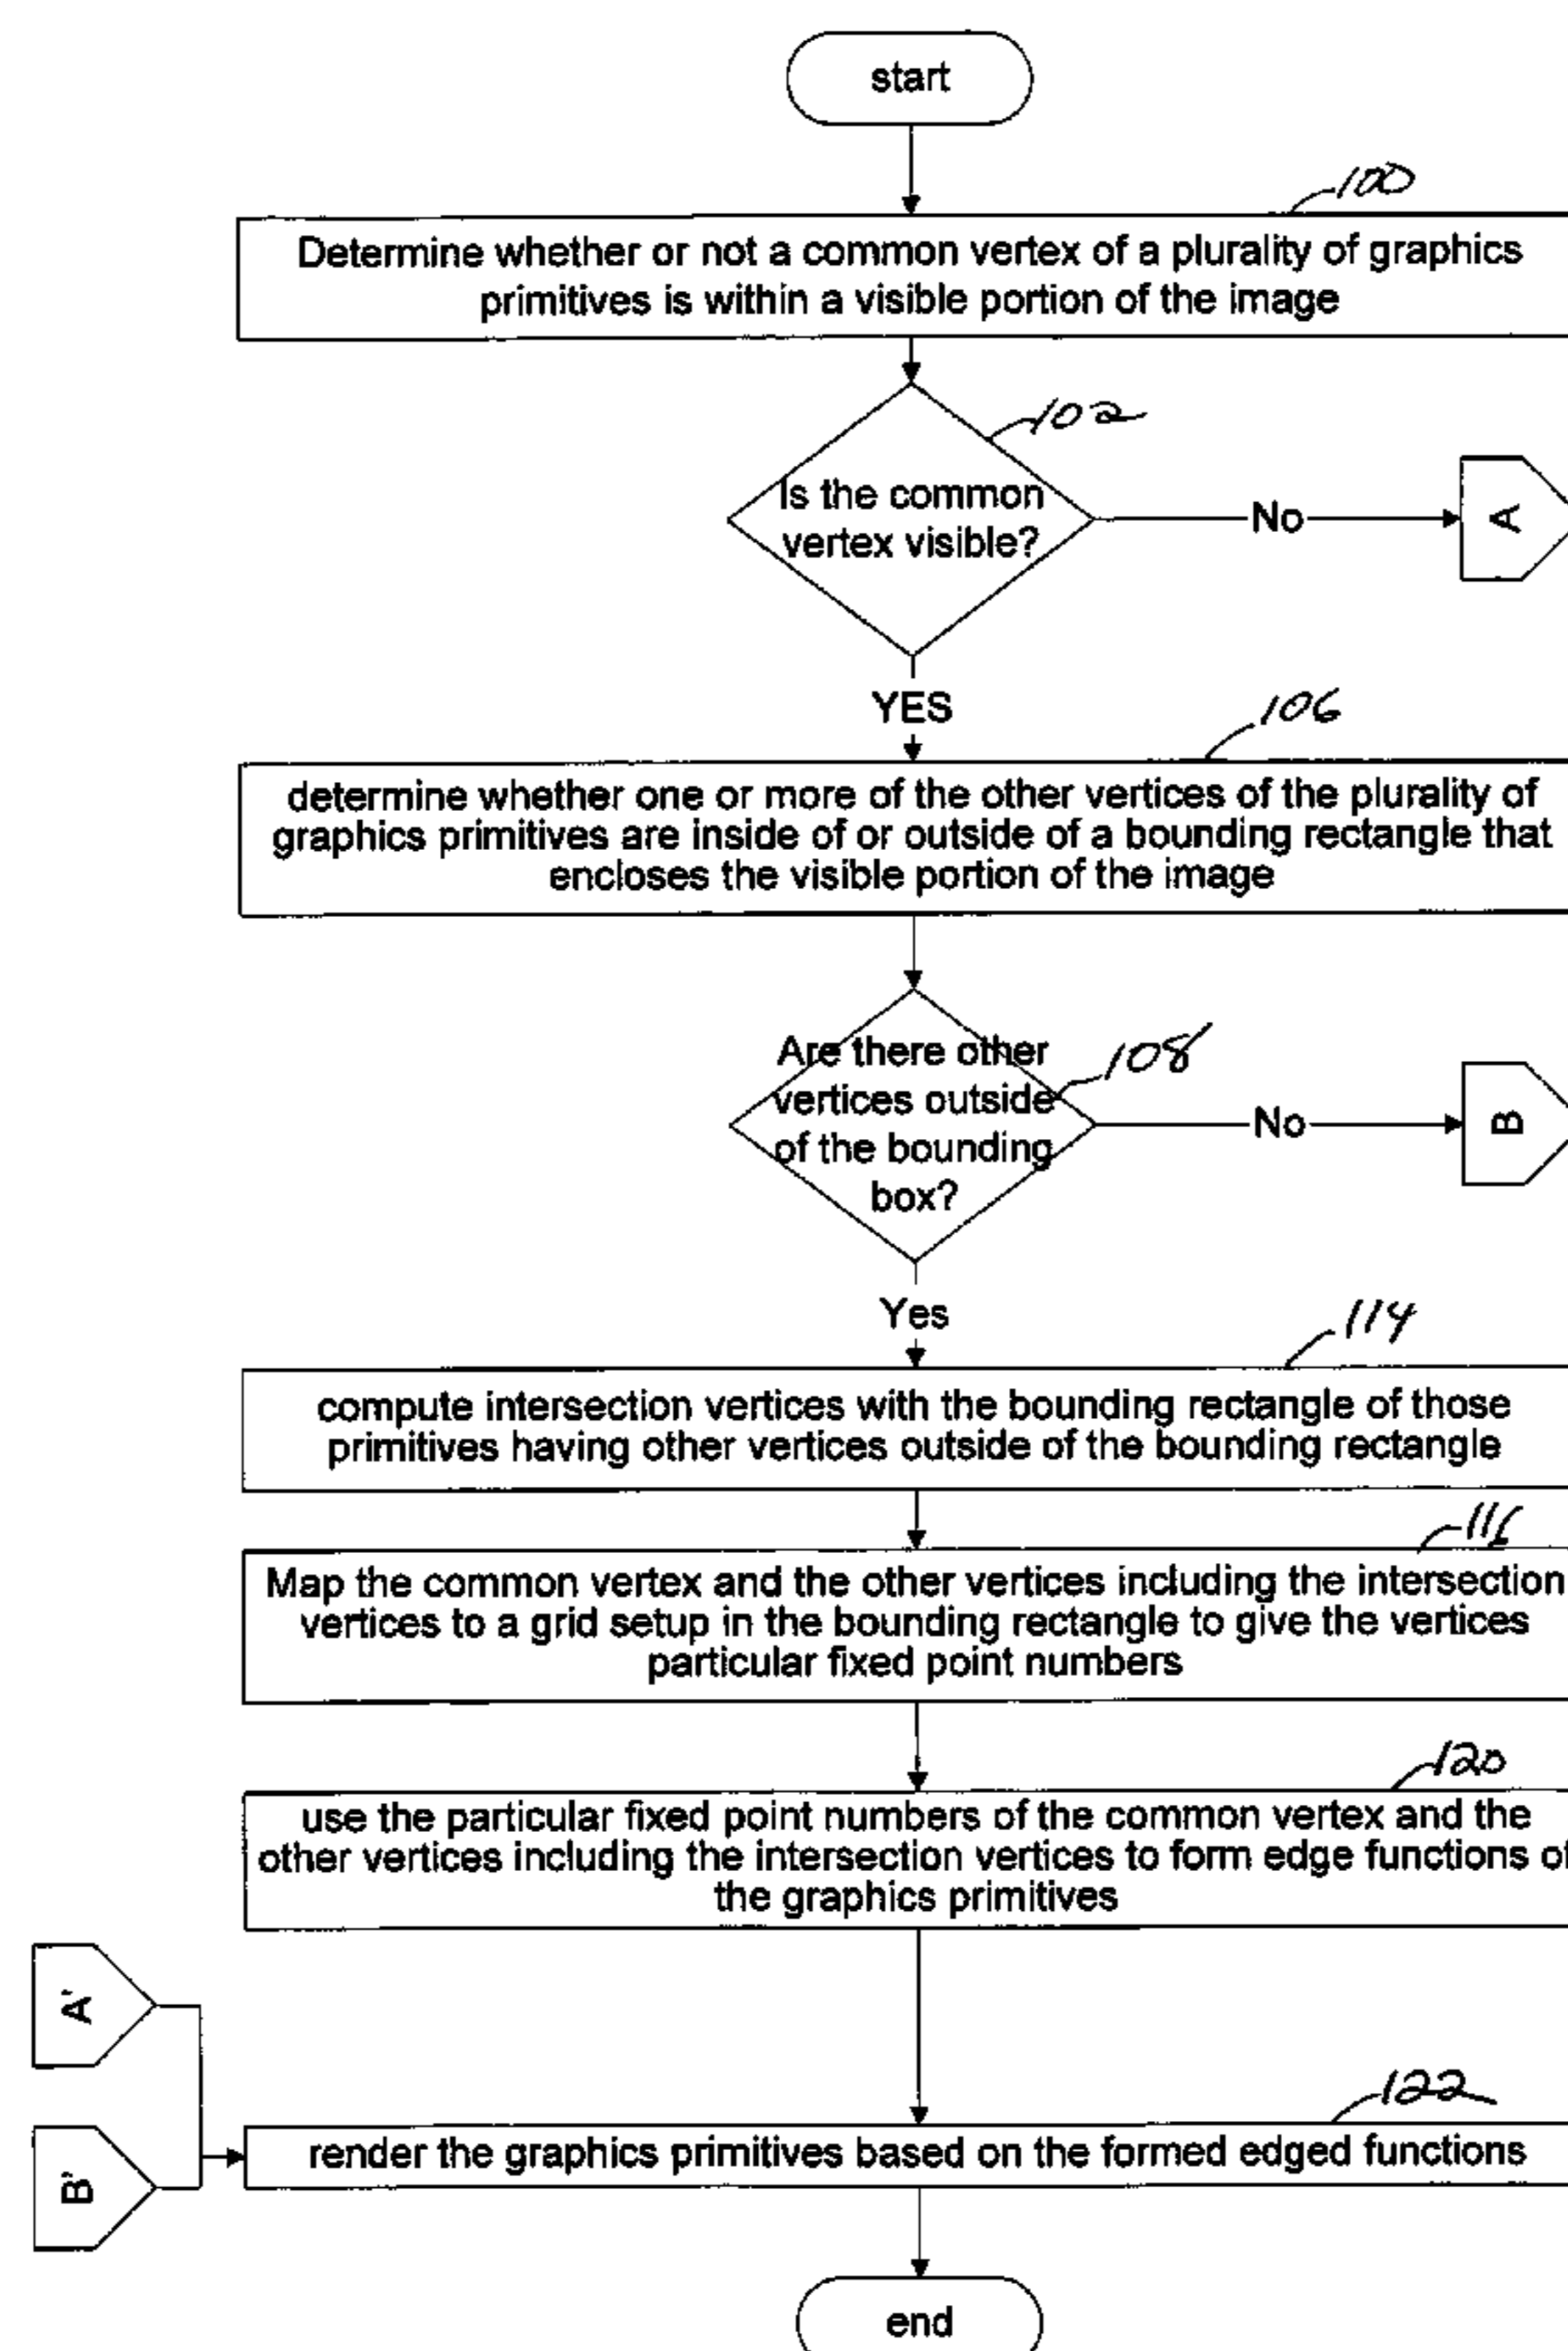 start
100
Determine whether or not a common vertex of a plurality of graphics
primitives is within a visible portion of the image
102
Is the common
vertex visible?
No
A
YES
106
determine whether one or more of the other vertices of the plurality of
graphics primitives are inside of or outside of a bounding rectangle that
encloses the visible portion of the image
Are there other
vertices outside
of the bounding
box?
108
No
B
Yes
114
compute intersection vertices with the bounding rectangle of those
primitives having other vertices outside of the bounding rectangle
116
Map the common vertex and the other vertices including the intersection
vertices to a grid setup in the bounding rectangle to give the vertices
particular fixed point numbers
120
use the particular fixed point numbers of the common vertex and the
other vertices including the intersection vertices to form edge functions of
the graphics primitives
A'
B'
122
render the graphics primitives based on the formed edged functions
end